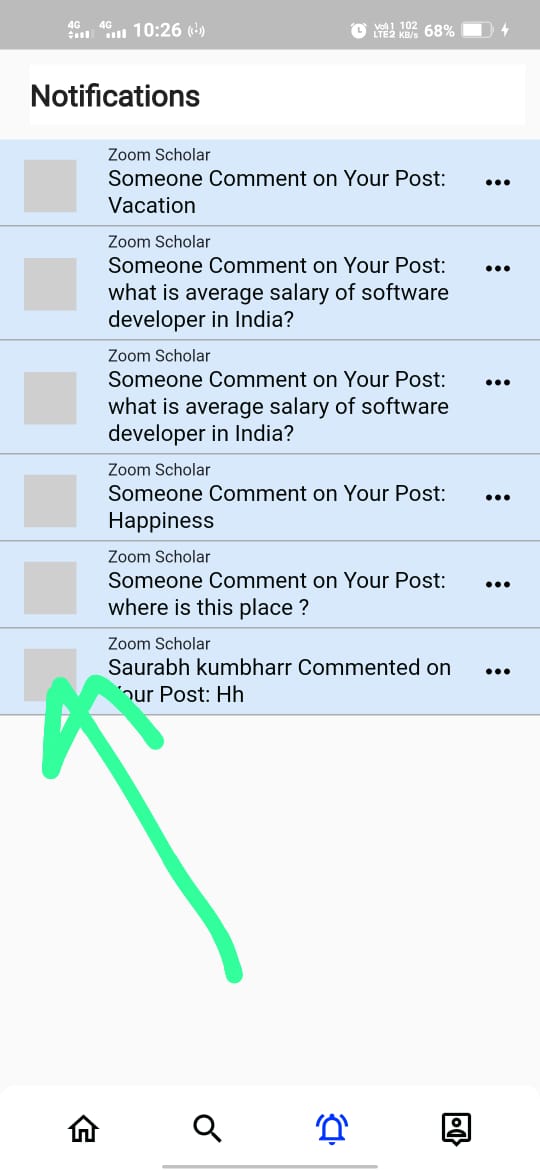 4G 4G 10:26 Vo)) 1 LTE2 102 KB/s 68%
Notifications
Zoom Scholar
Someone Comment on Your Post:
Vacation
Zoom Scholar
Someone Comment on Your Post:
what is average salary of software
developer in India?
Zoom Scholar
Someone Comment on Your Post:
what is average salary of software
developer in India?
Zoom Scholar
Someone Comment on Your Post:
Happiness
Zoom Scholar
Someone Comment on Your Post:
where is this place ?
Zoom Scholar
Saurabh kumbharr Commented on
Your Post: Hh